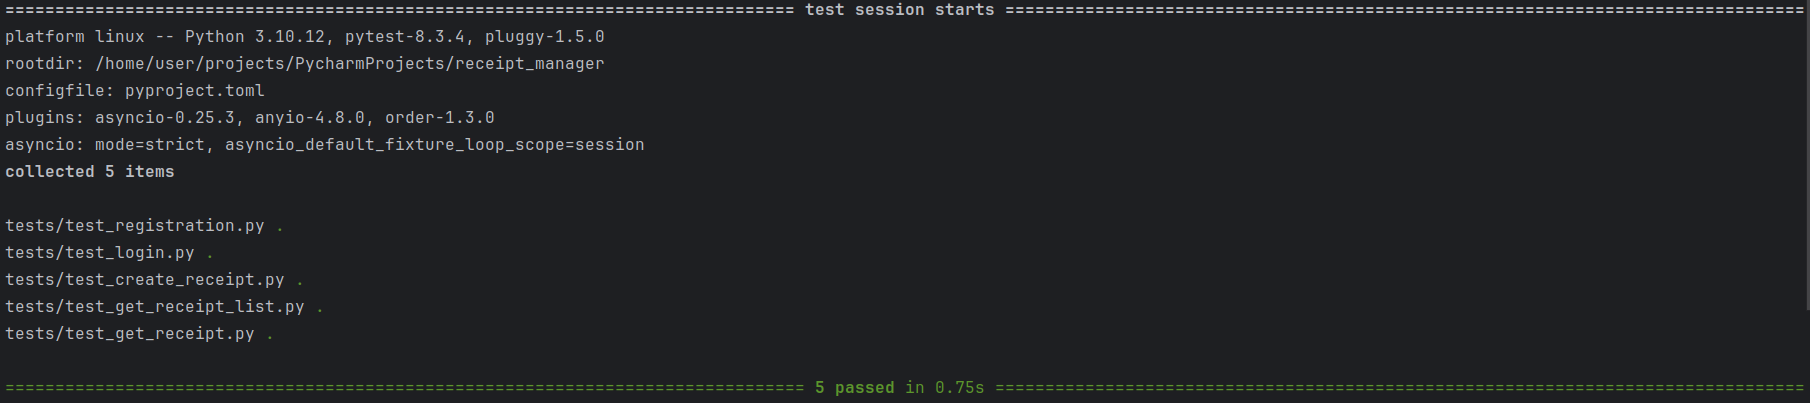 =============================================================================== test session starts ================================================================================
platform linux -- Python 3.10.12, pytest-8.3.4, pluggy-1.5.0
rootdir: /home/user/projects/PycharmProjects/receipt_manager
configfile: pyproject.toml
plugins: asyncio-0.25.3, anyio-4.8.0, order-1.3.0
asyncio: mode=strict, asyncio_default_fixture_loop_scope=session
collected 5 items
tests/test_registration.py .
tests/test_login.py .
tests/test_create_receipt.py .
tests/test_get_receipt_list.py .
tests/test_get_receipt.py .
================================================================================ 5 passed in 0.75s =================================================================================